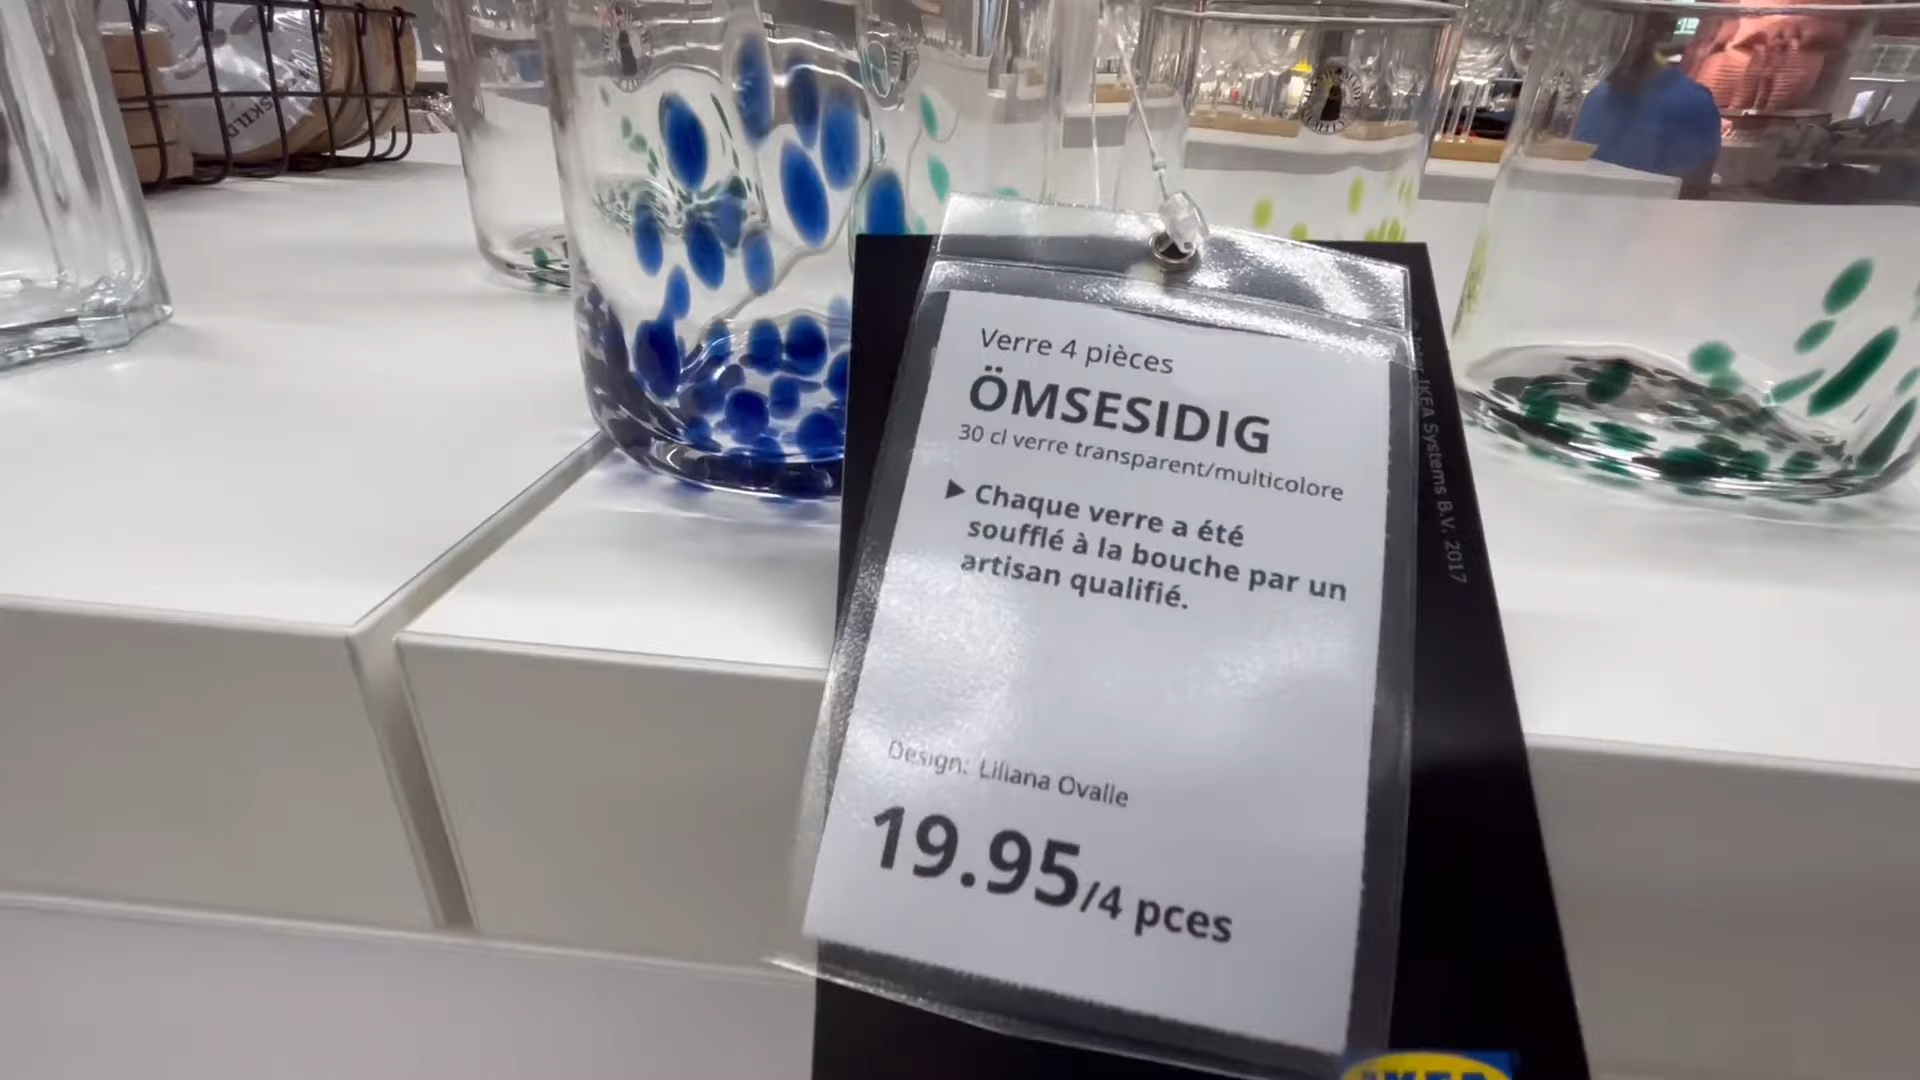 Verre 4 pièces
ÖMSESIDIG
30 cl verre transparent/multicolore
▶ Chaque verre a été
soufflé à la bouche par un
artisan qualifié.
Design: Liliana Ovalle
19.95/4 pces
IKEA Systems B.V. 2017
IKEA